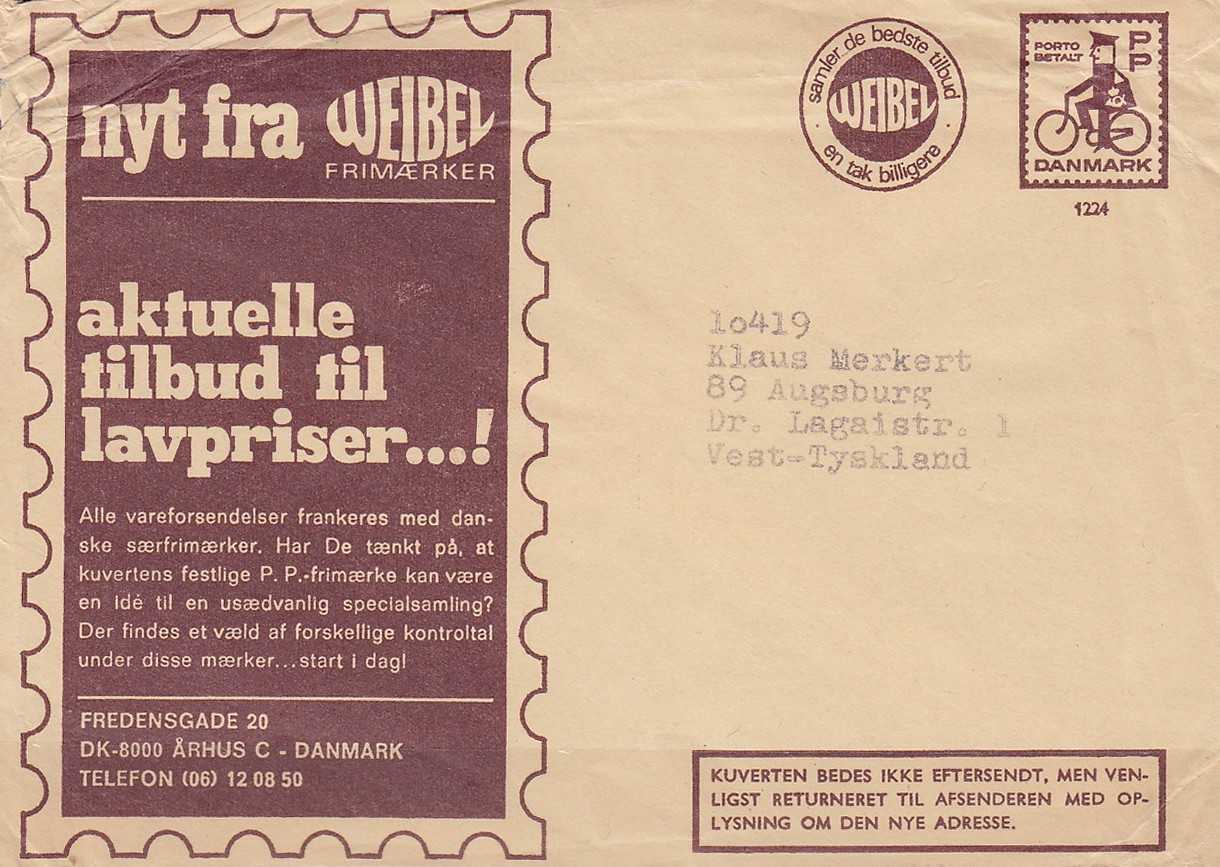 nyt fra WEIBEL
FRIMÆRKER
aktuelle
tilbud til
lavpriser...!
Alle vareforsendelser frankeres med dan-
ske særfrimærker. Har De tænkt på, at
kuvertens festlige P. P.-frimærke kan være
en idé til en usædvanlig specialsamling?
Der findes et væld af forskellige kontroltal
under disse mærker...start i dag!
FREDENSGADE 20
DK-8000 ÅRHUS C - DANMARK
TELEFON (06) 12 08 50
samler...de bedste tilbud
WEIBEL
· en tak billigere ·
PORTO
BETALT
P
P
DANMARK
1224
lo419
Klaus Merkert
89 Augsburg
Dr. Lagaistr. 1
Vest-Tyskland
KUVERTEN BEDES IKKE EFTERSENDT, MEN VEN-
LIGST RETURNERET TIL AFSENDEREN MED OP-
LYSNING OM DEN NYE ADRESSE.